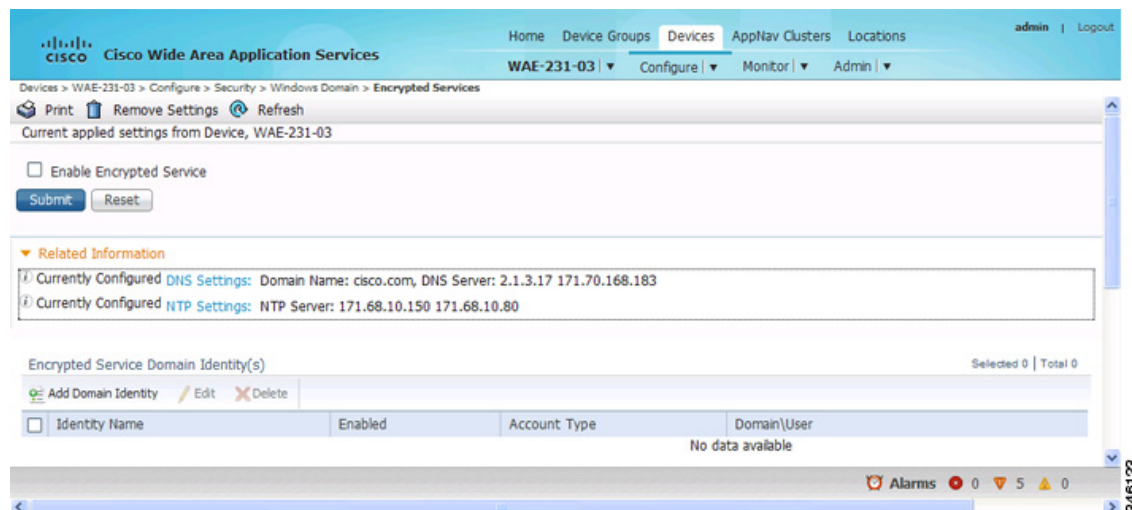 Home Device Groups Devices AppNav Clusters Locations
admin | Logout
CISCO Cisco Wide Area Application Services
WAE-231-03 | Configure | Monitor | Admin |
Devices > WAE-231-03 > Configure > Security > Windows Domain > Encrypted Services
Print Remove Settings Refresh
Current applied settings from Device, WAE-231-03
Enable Encrypted Service
Submit Reset
Related Information
Currently Configured DNS Settings: Domain Name: cisco.com, DNS Server: 2.1.3.17 171.70.168.183
Currently Configured NTP Settings: NTP Server: 171.68.10.150 171.68.10.80
Encrypted Service Domain Identity(s)
Selected 0 | Total 0
Add Domain Identity Edit Delete
Identity Name Enabled Account Type Domain\User
No data available
Alarms 0 5 0
346123